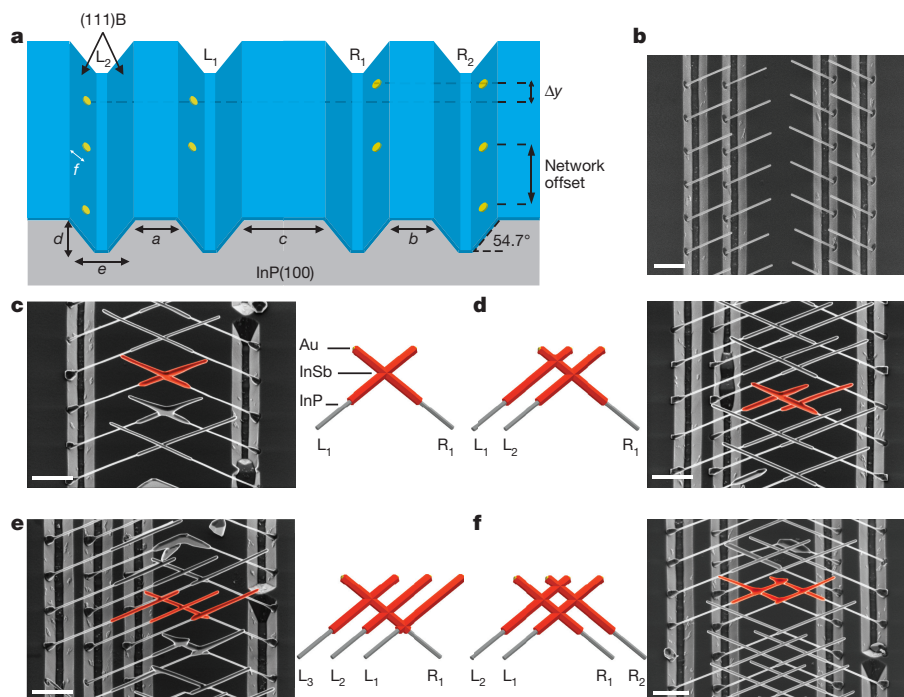 a
(111)B
L2
L1
R1
R2
Δy
f
Network
offset
d
a
c
b
54.7°
e
InP(100)
b
c
Au
InSb
InP
L1
R1
d
L1
L2
R1
e
L3
L2
L1
R1
f
L2
L1
R1
R2